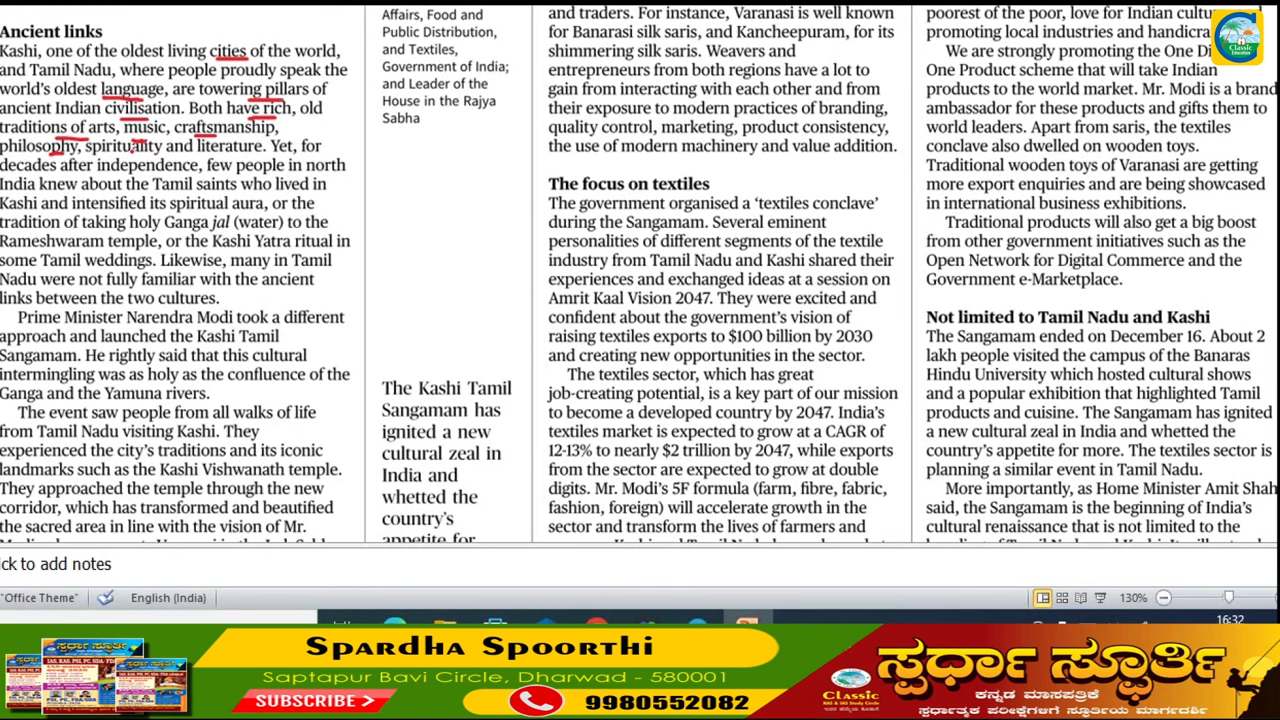 Ancient links
Kashi, one of the oldest living cities of the world,
and Tamil Nadu, where people proudly speak the
world's oldest language, are towering pillars of
ancient Indian civilisation. Both have rich, old
traditions of arts, music, craftsmanship,
philosophy, spirituality and literature. Yet, for
decades after independence, few people in north
India knew about the Tamil saints who lived in
Kashi and intensified its spiritual aura, or the
tradition of taking holy Ganga jal (water) to the
Rameshwaram temple, or the Kashi Yatra ritual in
some Tamil weddings. Likewise, many in Tamil
Nadu were not fully familiar with the ancient
links between the two cultures.
Prime Minister Narendra Modi took a different
approach and launched the Kashi Tamil
Sangamam. He rightly said that this cultural
intermingling was as holy as the confluence of the
Ganga and the Yamuna rivers.
The event saw people from all walks of life
from Tamil Nadu visiting Kashi. They
experienced the city's traditions and its iconic
landmarks such as the Kashi Vishwanath temple.
They approached the temple through the new
corridor, which has transformed and beautified
the sacred area in line with the vision of Mr.
Affairs, Food and
Public Distribution,
and Textiles,
Government of India;
and Leader of the
House in the Rajya
Sabha
The Kashi Tamil
Sangamam has
ignited a new
cultural zeal in
India and
whetted the
country's
appetite for
and traders. For instance, Varanasi is well known
for Banarasi silk saris, and Kancheepuram, for its
shimmering silk saris. Weavers and
entrepreneurs from both regions have a lot to
gain from interacting with each other and from
their exposure to modern practices of branding,
quality control, marketing, product consistency,
the use of modern machinery and value addition.
The focus on textiles
The government organised a 'textiles conclave'
during the Sangamam. Several eminent
personalities of different segments of the textile
industry from Tamil Nadu and Kashi shared their
experiences and exchanged ideas at a session on
Amrit Kaal Vision 2047. They were excited and
confident about the government's vision of
raising textiles exports to $100 billion by 2030
and creating new opportunities in the sector.
The textiles sector, which has great
job-creating potential, is a key part of our mission
to become a developed country by 2047. India's
textiles market is expected to grow at a CAGR of
12-13% to nearly $2 trillion by 2047, while exports
from the sector are expected to grow at double
digits. Mr. Modi's 5F formula (farm, fibre, fabric,
fashion, foreign) will accelerate growth in the
sector and transform the lives of farmers and
poorest of the poor, love for Indian
promoting local industries and
We are strongly promoting the One
One Product scheme that will take Indian
products to the world market. Mr. Modi is a brand
ambassador for these products and gifts them to
world leaders. Apart from saris, the textiles
conclave also dwelled on wooden toys.
Traditional wooden toys of Varanasi are getting
more export enquiries and are being showcased
in international business exhibitions.
Traditional products will also get a big boost
from other government initiatives such as the
Open Network for Digital Commerce and the
Government e-Marketplace.
Not limited to Tamil Nadu and Kashi
The Sangamam ended on December 16. About 2
lakh people visited the campus of the Banaras
Hindu University which hosted cultural shows
and a popular exhibition that highlighted Tamil
products and cuisine. The Sangamam has ignited
a new cultural zeal in India and whetted the
country's appetite for more. The textiles sector is
planning a similar event in Tamil Nadu.
More importantly, as Home Minister Amit Shah
said, the Sangamam is the beginning of India's
cultural renaissance that is not limited to the
Classic
Education
ck to add notes
"Office Theme"
English (India)
130%
16:32
Spardha Spoorthi
Saptapur Bavi Circle, Dharwad - 580001
SUBSCRIBE
9980552082
Classic
IAS & KAS Study Circle
ಸ್ಪರ್ಧಾ ಸ್ಫೂರ್ತಿ
ಕನ್ನಡ ಮಾಸಪತ್ರಿಕೆ
ಸ್ಪರ್ಧಾತ್ಮಕ ಪರೀಕ್ಷೆಗಳಿಗೆ ಸ್ಫೂರ್ತಿಯ ಮಾರ್ಗದರ್ಶಿ